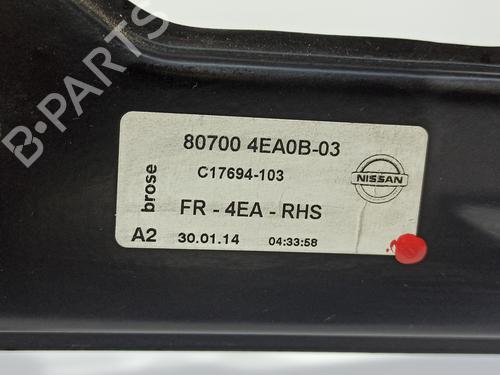 80700 4EA0B-03
C17694-103
NISSAN
brose
FR - 4EA - RHS
A2 30.01.14 04:33:58
B-PARTS